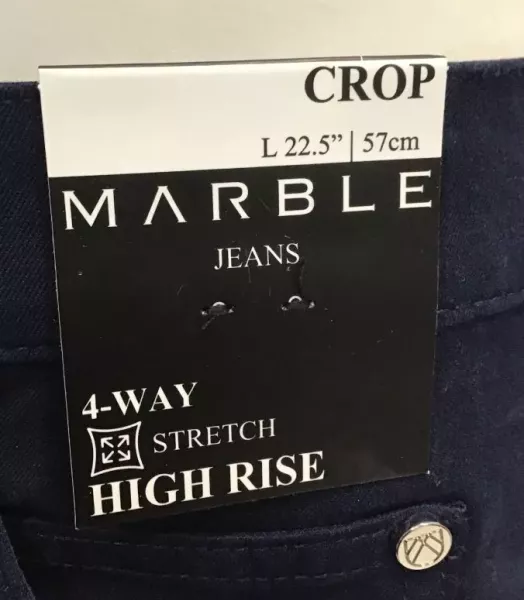 CROP
L 22.5” | 57cm
MARBLE
JEANS
4-WAY
STRETCH
HIGH RISE